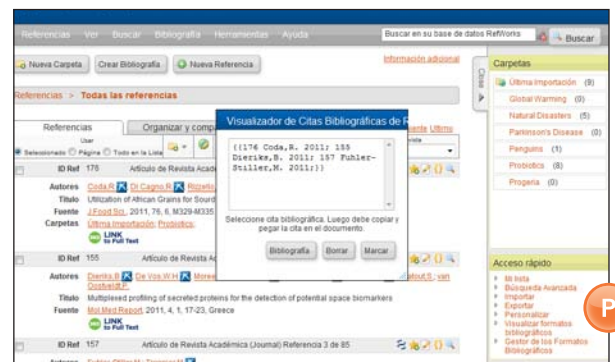 Referencias Ver Buscar Bibliografía Herramientas Ayuda
Buscar en su base de datos RefWorks
Buscar
Nueva Carpeta
Crear Bibliografía
Nueva Referencia
Información adicional
Referencias > Todas las referencias
Referencias
Organizar y
Ultimo
Usar
Seleccionado Página Todo en la Lista
ID Ref 176 Artículo de Revista
Autores Coda,R; Di Cagno,R;
Título Utilization of African Grains for
Fuente J.Food Sci., 2011, 76, 6, M329-M335
Carpetas Última Importación; Probiotics;
LINK
to Full Text
ID Ref 155 Artículo de Revista
Autores Dierike,B; De Vos,W.H
van
Oostveldt,P.
Título Multiplexed profiling of secreted proteins for the detection of potential space biomarkers
Fuente Mol.Med.Report, 2011, 4, 1, 17-23, Greece
LINK
to Full Text
ID Ref 157 Artículo de Revista Académica (Journal) Referencia 3 de 85
Visualizador de Citas Bibliográficas de
{{176 Coda,R. 2011; 155
Dierike,B. 2011; 157 Fuhler-
Stiller,M. 2011;}}
Seleccione cita bibliográfica. Luego debe copiar y
pegar la cita en el documento.
Bibliografía Borrar Marcar
Close
Carpetas
Última Importación (9)
Global Warming (0)
Natural Disasters (5)
Parkinson's Disease (0)
Penguins (1)
Probiotics (8)
Progeria (0)
Acceso rápido
Mi lista
Búsqueda Avanzada
Importar
Exportar
Personalizar
Visualizar formatos
bibliográficos
Gestor de los Formatos
Bibliográficos
P